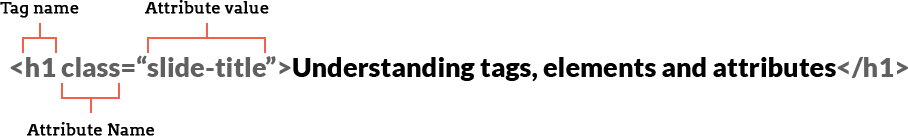 Tag name Attribute value
<h1 class=“slide-title”>Understanding tags, elements and attributes</h1>
Attribute Name